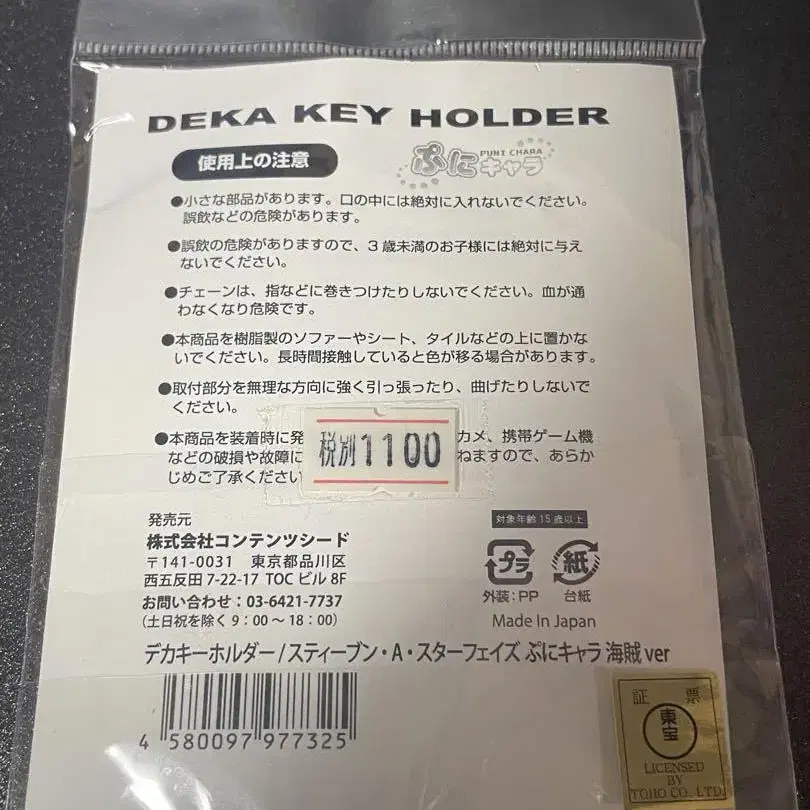 DEKA KEY HOLDER
使用上の注意
ぷにキャラ
PUNI CHARA
●小さな部品があります。口の中には絶対に入れないでください。
誤飲などの危険があります。
●誤飲の危険がありますので、3歳未満のお子様には絶対に与え
ないでください。
●チェーンは、指などに巻きつけたりしないでください。血が通
わなくなり危険です。
●本商品を樹脂製のソファーやシート、タイルなどの上に置かな
いでください。長時間接触していると色が移る場合があります。
●取付部分を無理な方向に強く引っ張ったり、曲げたりしないで
ください。
●本商品を装着時に発 カメ、携帯ゲーム機
などの破損や故障に ねますので、あらか
じめご了承ください
税別1100
発売元
株式会社コンテンツシード
〒141-0031 東京都品川区
西五反田 7-22-17 TOC ビル 8F
お問い合わせ:03-6421-7737
(土日祝を除く 9:00~18:00)
対象年齢15歳以上
プラ
紙
外装:PP
台紙
Made In Japan
デカキーホルダー/スティーブン・A・スターフェイズ ぷにキャラ 海賊 ver
4 580097 977325
証票
東宝
LICENSED
BY
TOHO CO., LTD.